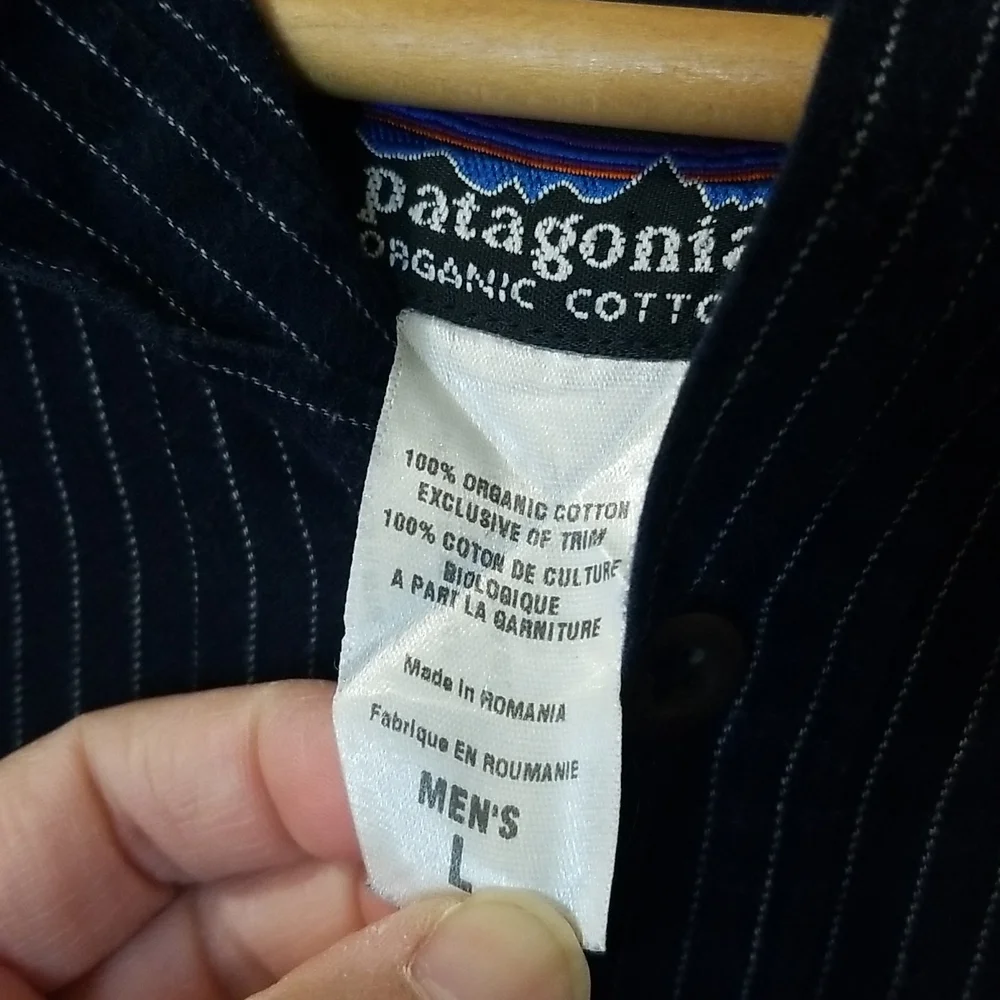 patagonia
ORGANIC COTTO
100% ORGANIC COTTON
EXCLUSIVE OF TRIM
100% COTON DE CULTURE
BIOLOGIQUE
A PART LA GARNITURE
Made in ROMANIA
Fabrique EN ROUMANIE
MEN'S
L